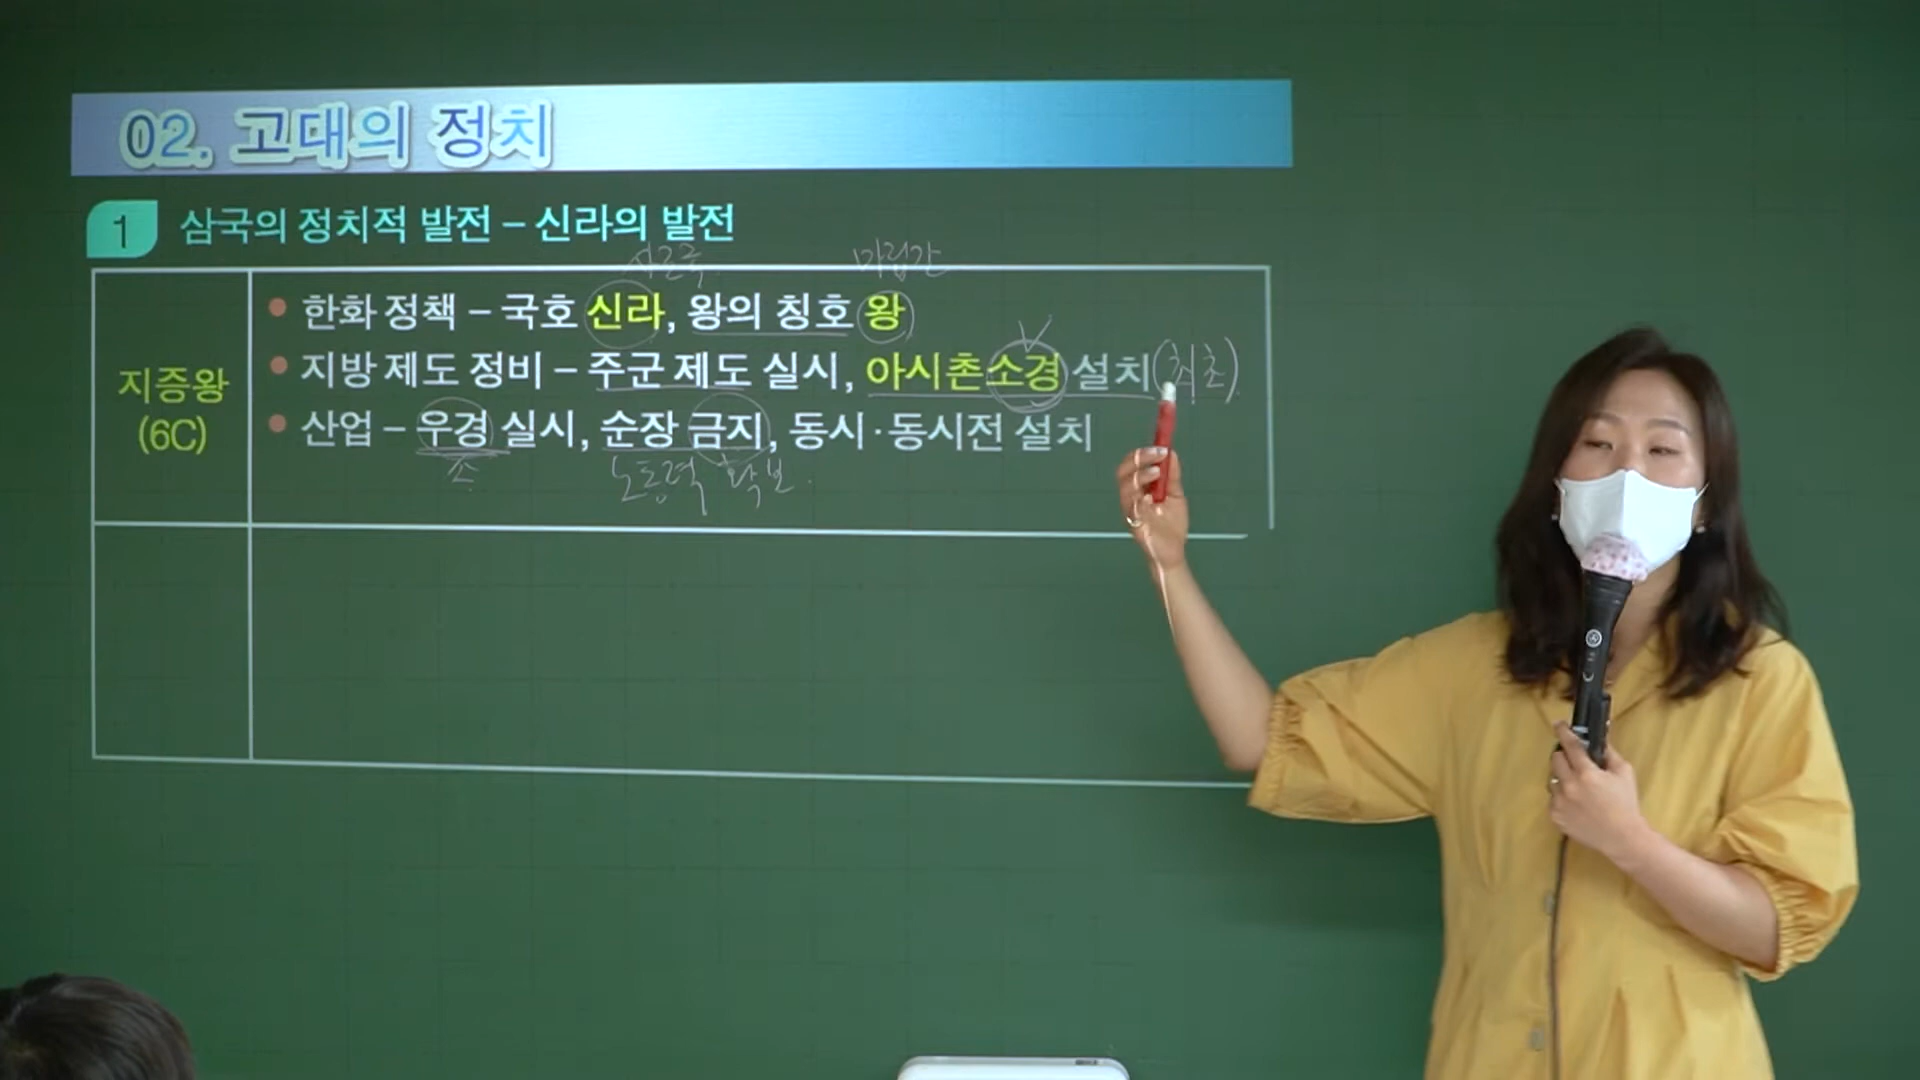 02. 고대의 정치
1 삼국의 정치적 발전 – 신라의 발전
사로국 마립간
지증왕
(6C)
• 한화 정책 – 국호 신라, 왕의 칭호 왕
• 지방 제도 정비 – 주군 제도 실시, 아시촌소경 설치 (최초)
• 산업 – 우경 실시, 순장 금지, 동시·동시전 설치
소 노동력 확보.